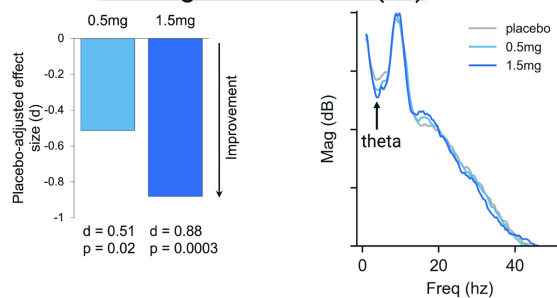 0.5mg 1.5mg
0
-0.2
-0.4
-0.6
-0.8
-1
Placebo-adjusted effect
size (d)
Improvement
d = 0.51 d = 0.88
p = 0.02 p = 0.0003
placebo
0.5mg
1.5mg
Mag (dB)
theta
0 20 40
Freq (hz)